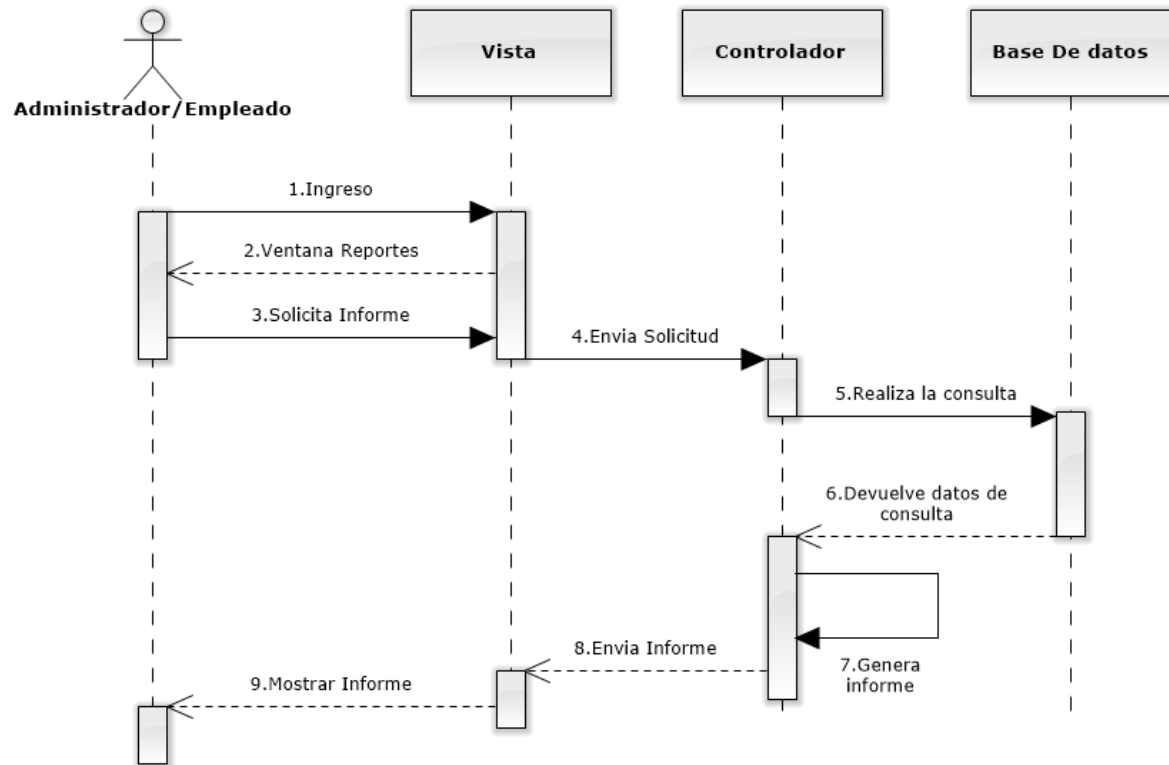 Vista
Controlador
Base De datos
Administrador/Empleado
1.Ingreso
2.Ventana Reportes
3.Solicita Informe
4.Envia Solicitud
5.Realiza la consulta
6.Devuelve datos de
consulta
7.Genera
informe
8.Envia Informe
9.Mostrar Informe